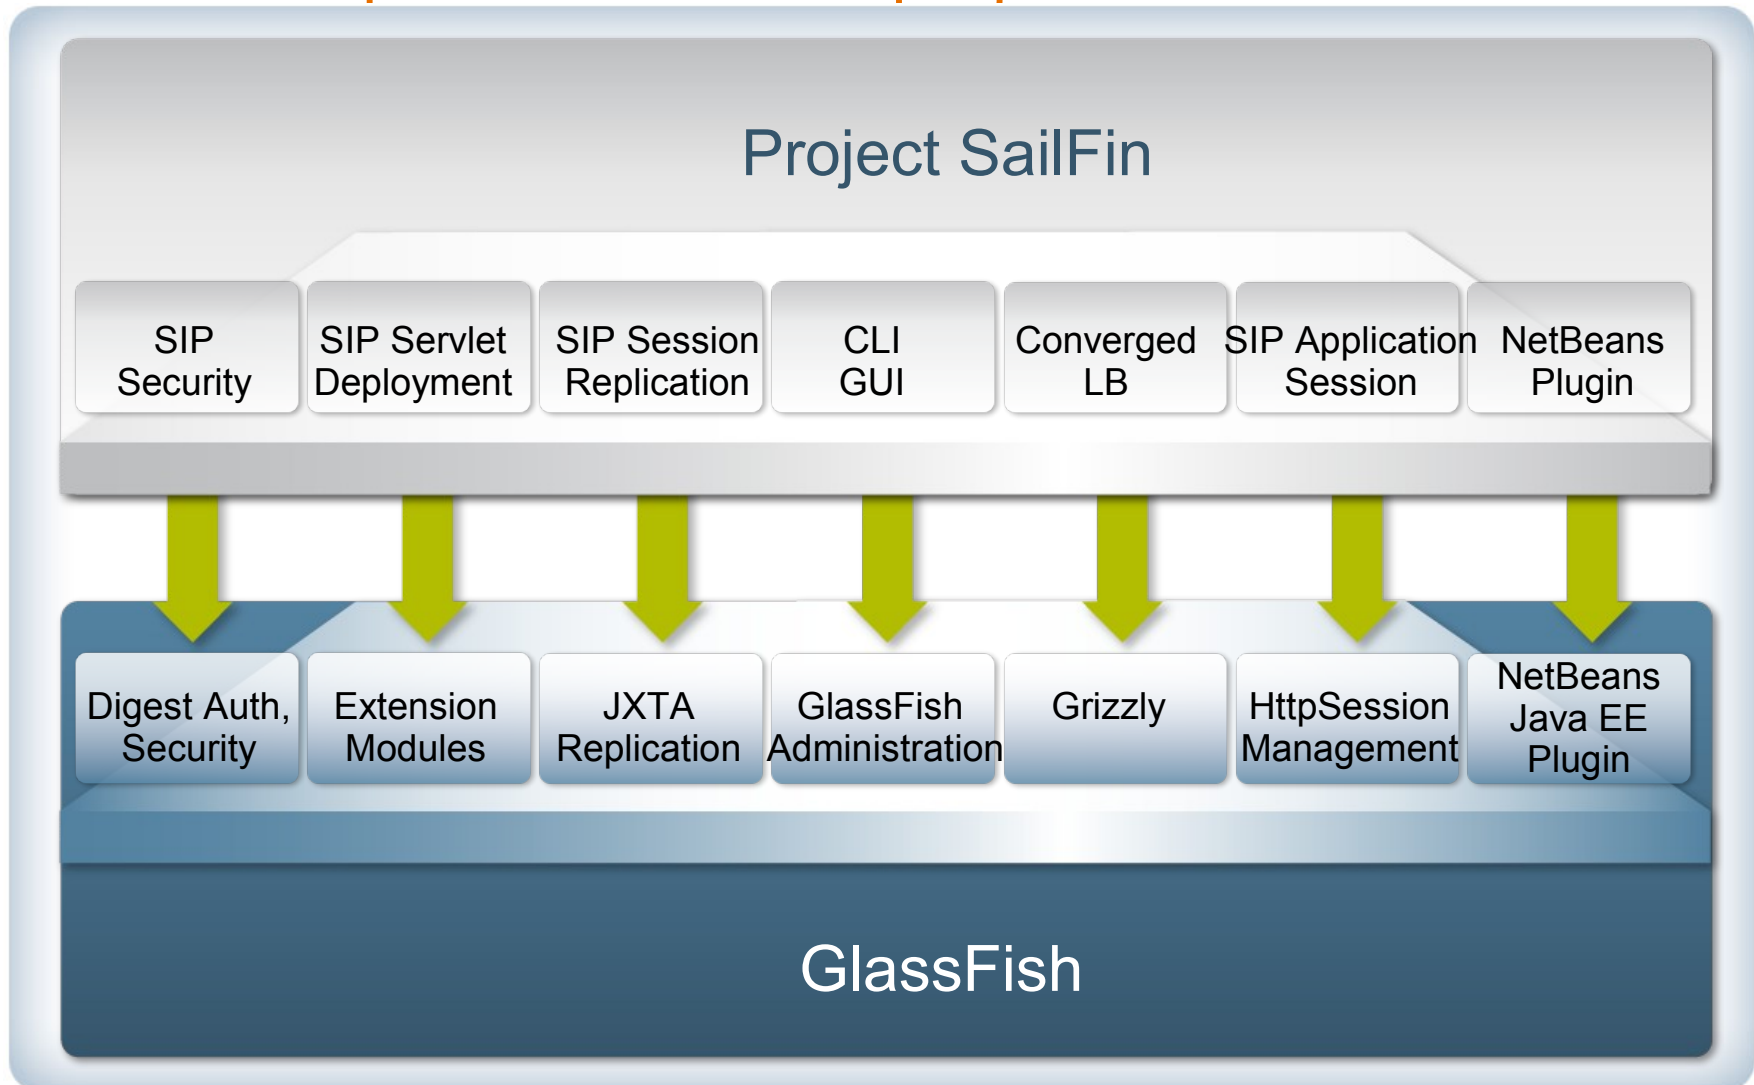 Project SailFin
SIP
Security
SIP Servlet
Deployment
SIP Session
Replication
CLI
GUI
Converged
LB
SIP Application
Session
NetBeans
Plugin
Digest Auth,
Security
Extension
Modules
JXTA
Replication
GlassFish
Administration
Grizzly
HttpSession
Management
NetBeans
Java EE
Plugin
GlassFish